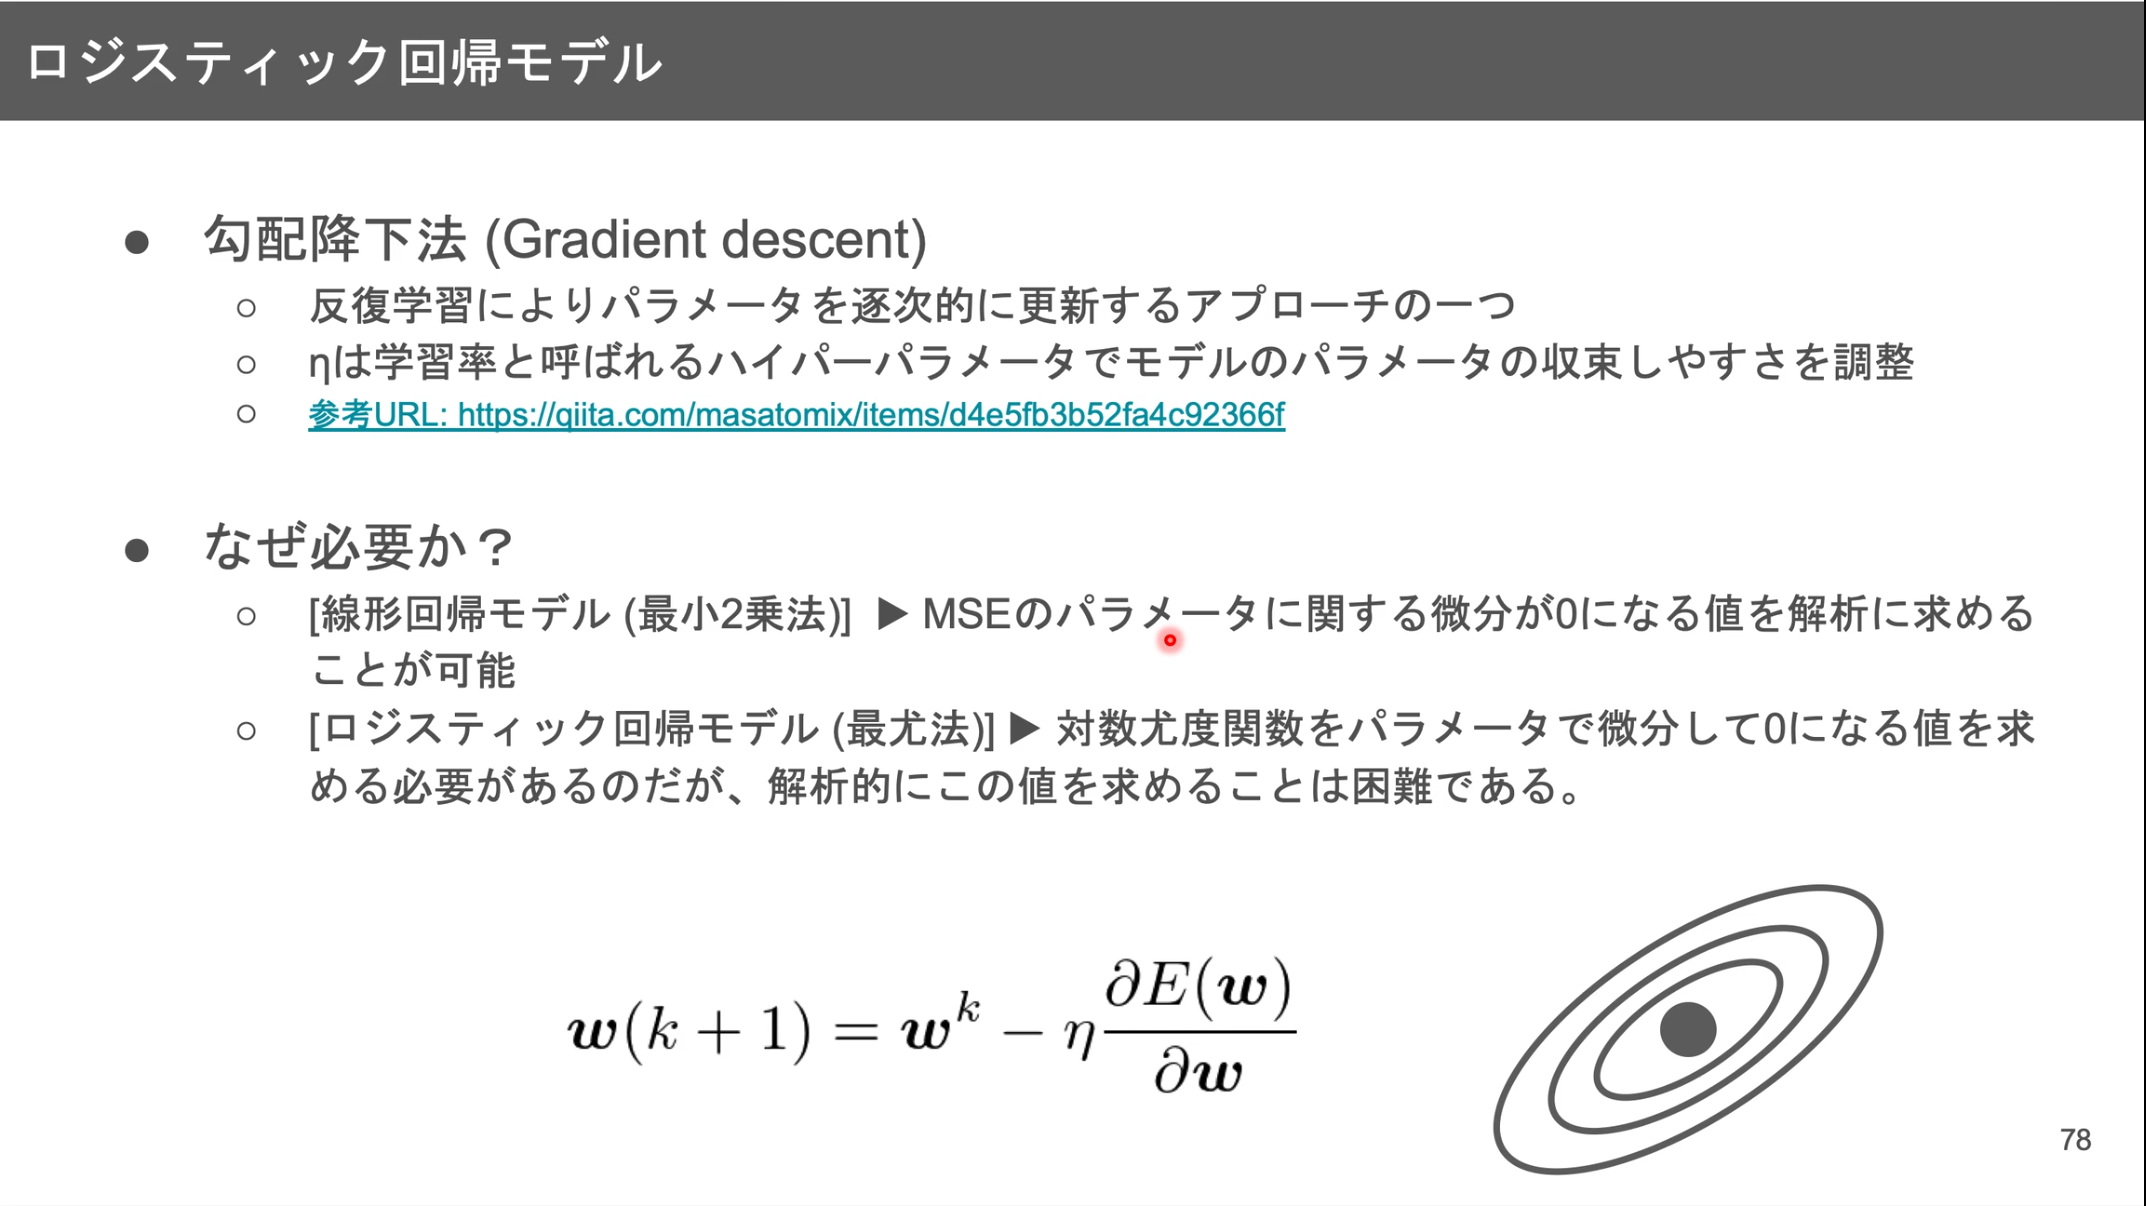 ロジスティック回帰モデル
● 勾配降下法 (Gradient descent)
○ 反復学習によりパラメータを逐次的に更新するアプローチの一つ
○ ηは学習率と呼ばれるハイパーパラメータでモデルのパラメータの収束しやすさを調整
○ 参考URL: https://qiita.com/masatomix/items/d4e5fb3b52fa4c92366f
● なぜ必要か？
○ [線形回帰モデル (最小2乗法)] ▶ MSEのパラメータに関する微分が0になる値を解析に求める
ことが可能
○ [ロジスティック回帰モデル (最尤法)] ▶ 対数尤度関数をパラメータで微分して0になる値を求
める必要があるのだが、解析的にこの値を求めることは困難である。
w(k + 1) = w^k − η ∂E(w)/∂w
78